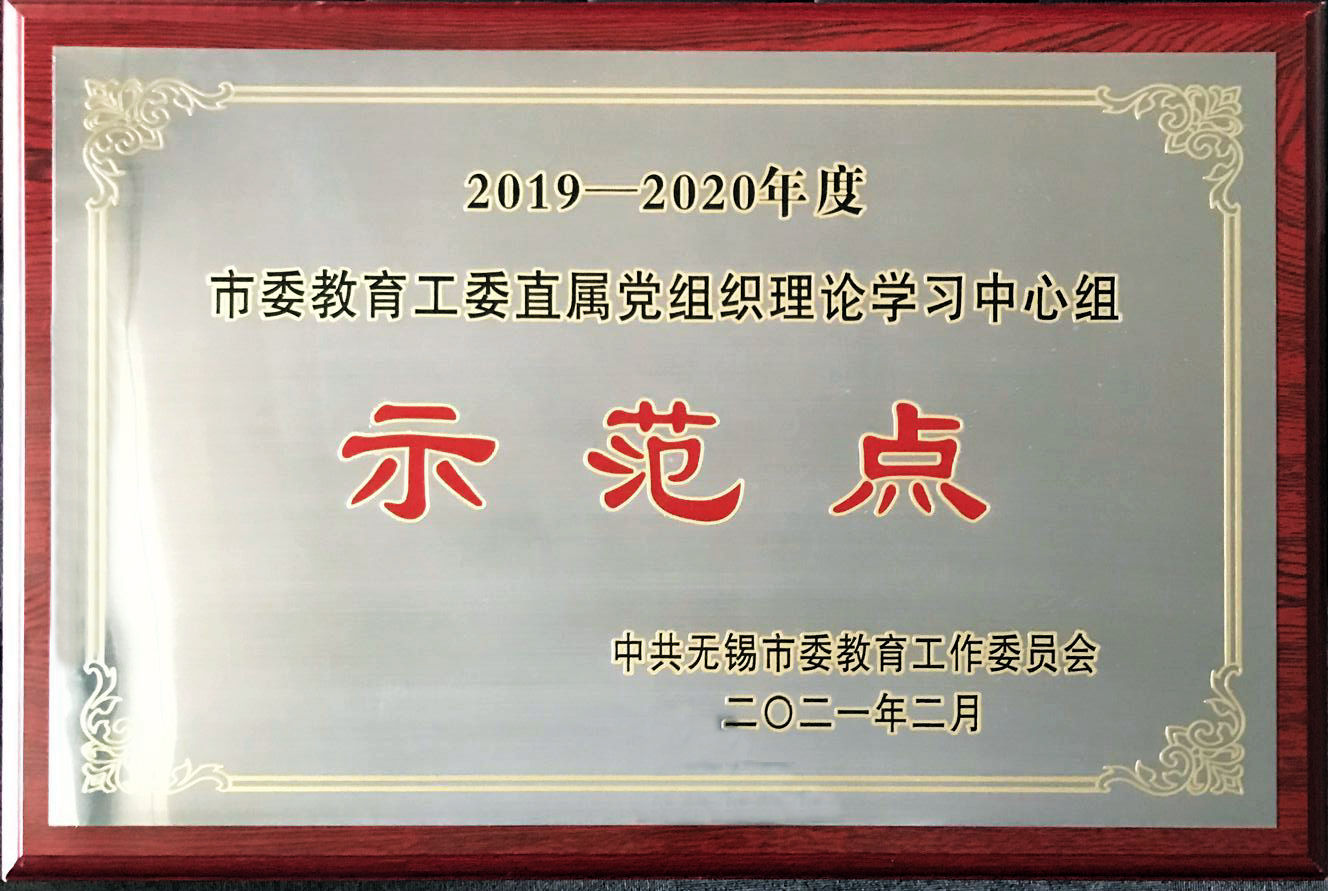 2019—2020年度
市委教育工委直属党组织理论学习中心组
示范点
中共无锡市委教育工作委员会
二〇二一年二月